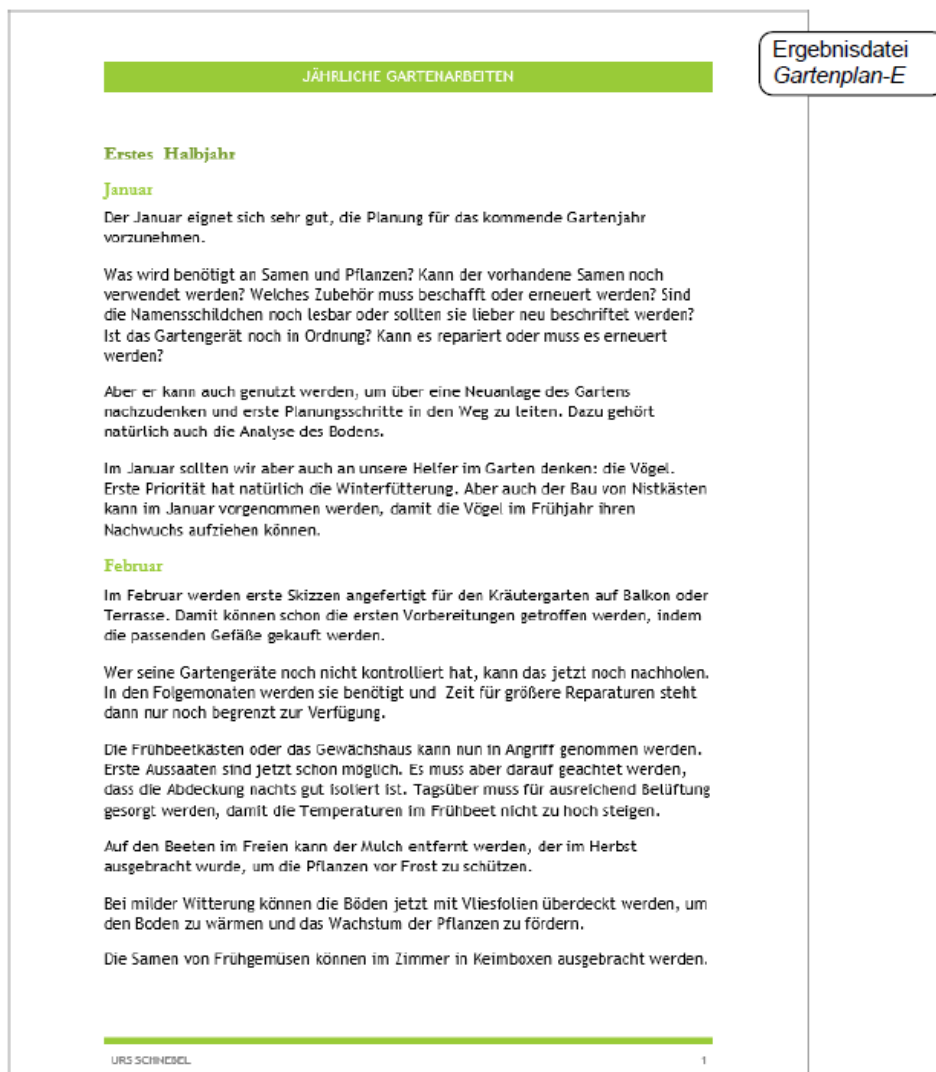 Ergebnisdatei
Gartenplan-E
JÄHRLICHE GARTENARBEITEN
Erstes Halbjahr
Januar
Der Januar eignet sich sehr gut, die Planung für das kommende Gartenjahr
vorzunehmen.
Was wird benötigt an Samen und Pflanzen? Kann der vorhandene Samen noch
verwendet werden? Welches Zubehör muss beschafft oder erneuert werden? Sind
die Namensschildchen noch lesbar oder sollten sie lieber neu beschriftet werden?
Ist das Gartengerät noch in Ordnung? Kann es repariert oder muss es erneuert
werden?
Aber er kann auch genutzt werden, um über eine Neuanlage des Gartens
nachzudenken und erste Planungsschritte in den Weg zu leiten. Dazu gehört
natürlich auch die Analyse des Bodens.
Im Januar sollten wir aber auch an unsere Helfer im Garten denken: die Vögel.
Erste Priorität hat natürlich die Winterfütterung. Aber auch der Bau von Nistkästen
kann im Januar vorgenommen werden, damit die Vögel im Frühjahr ihren
Nachwuchs aufziehen können.
Februar
Im Februar werden erste Skizzen angefertigt für den Kräutergarten auf Balkon oder
Terrasse. Damit können schon die ersten Vorbereitungen getroffen werden, indem
die passenden Gefäße gekauft werden.
Wer seine Gartengeräte noch nicht kontrolliert hat, kann das jetzt noch nachholen.
In den Folgemonaten werden sie benötigt und Zeit für größere Reparaturen steht
dann nur noch begrenzt zur Verfügung.
Die Frühbeetkästen oder das Gewächshaus kann nun in Angriff genommen werden.
Erste Aussaaten sind jetzt schon möglich. Es muss aber darauf geachtet werden,
dass die Abdeckung nachts gut isoliert ist. Tagsüber muss für ausreichend Belüftung
gesorgt werden, damit die Temperaturen im Frühbeet nicht zu hoch steigen.
Auf den Beeten im Freien kann der Mulch entfernt werden, der im Herbst
ausgebracht wurde, um die Pflanzen vor Frost zu schützen.
Bei milder Witterung können die Böden jetzt mit Vliesfolien überdeckt werden, um
den Boden zu wärmen und das Wachstum der Pflanzen zu fördern.
Die Samen von Frühgemüsen können im Zimmer in Keimboxen ausgebracht werden.
URS SCHNEBEL 1